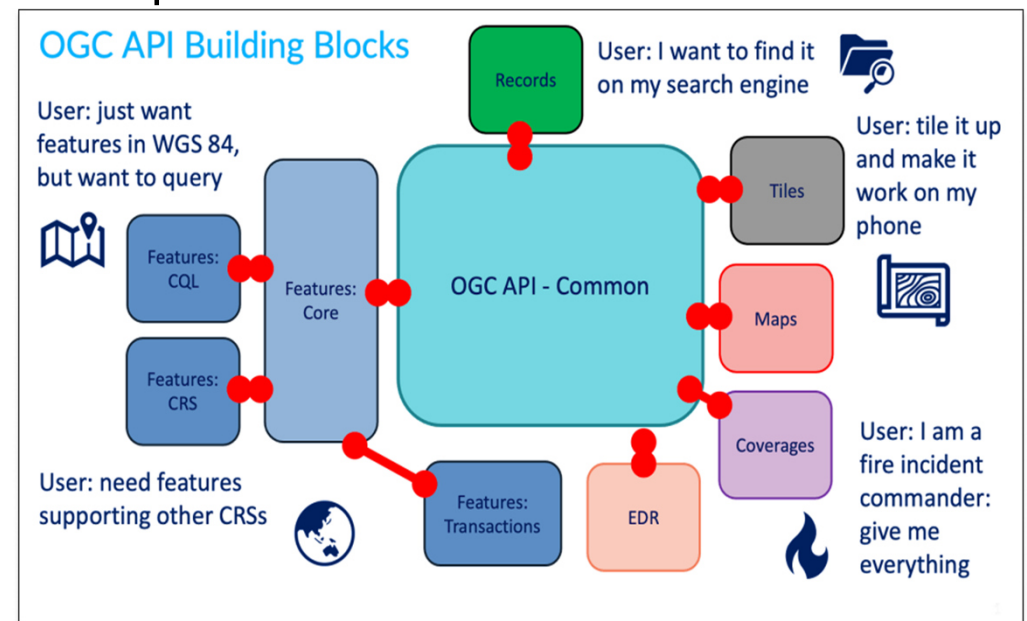 OGC API Building Blocks
User: just want
features in WGS 84,
but want to query
Records
User: I want to find it
on my search engine
User: tile it up
and make it
work on my
phone
Tiles
Features:
CQL
Features:
Core
OGC API - Common
Maps
Features:
CRS
Coverages
User: I am a
fire incident
commander:
give me
everything
User: need features
supporting other CRSs
Features:
Transactions
EDR